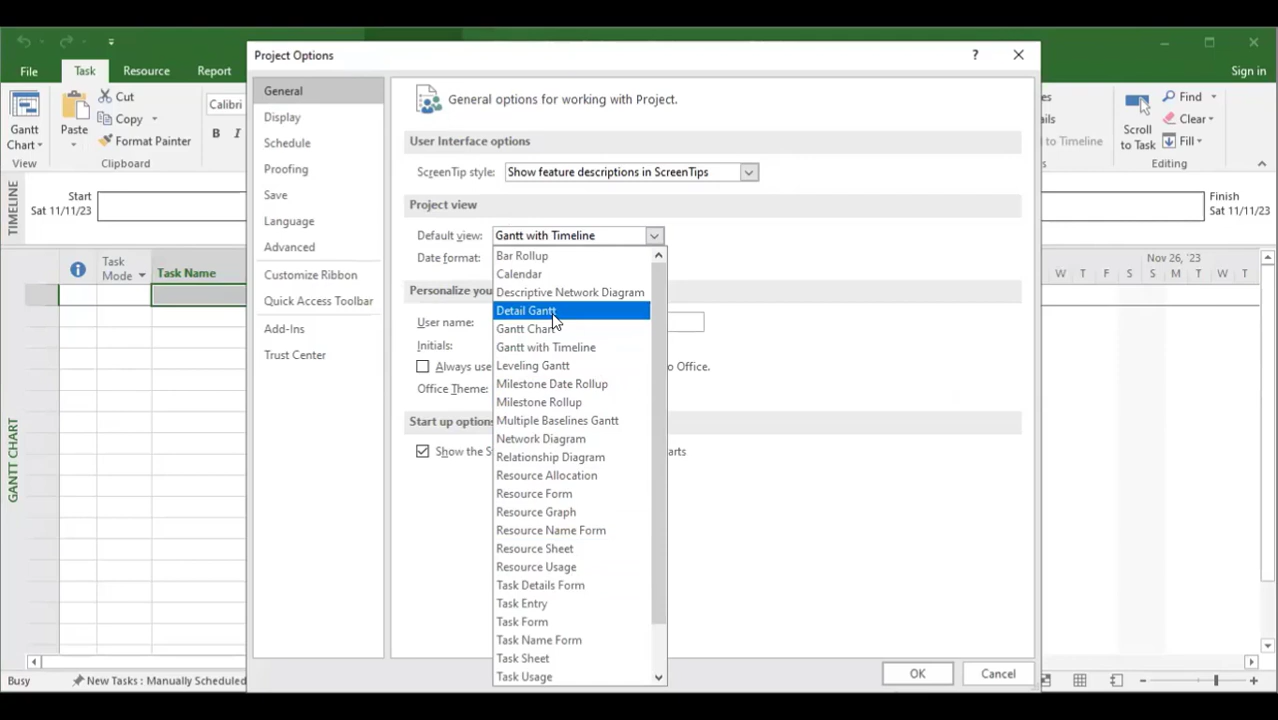 Project Options
?
File
Task
Resource
Report
Sign in
Gantt
Chart
View
Paste
Cut
Copy
Format Painter
Clipboard
Calibri
B I
es
ails
d to Timeline
Scroll
to Task
Find
Clear
Fill
Editing
General
Display
Schedule
Proofing
Save
Language
Advanced
Customize Ribbon
Quick Access Toolbar
Add-Ins
Trust Center
General options for working with Project.
User Interface options
ScreenTip style: Show feature descriptions in ScreenTips
Project view
Default view: Gantt with Timeline
Date format:
Personalize you
User name:
Initials:
Always use
o Office.
Office Theme:
Start up option
Show the S
arts
Bar Rollup
Calendar
Descriptive Network Diagram
Detail Gantt
Gantt Chart
Gantt with Timeline
Leveling Gantt
Milestone Date Rollup
Milestone Rollup
Multiple Baselines Gantt
Network Diagram
Relationship Diagram
Resource Allocation
Resource Form
Resource Graph
Resource Name Form
Resource Sheet
Resource Usage
Task Details Form
Task Entry
Task Form
Task Name Form
Task Sheet
Task Usage
OK
Cancel
TIMELINE
Start
Sat 11/11/23
Finish
Sat 11/11/23
Task
Mode
Task Name
Nov 26, '23
W T F S S M T W T
GANTT CHART
Busy
New Tasks : Manually Scheduled